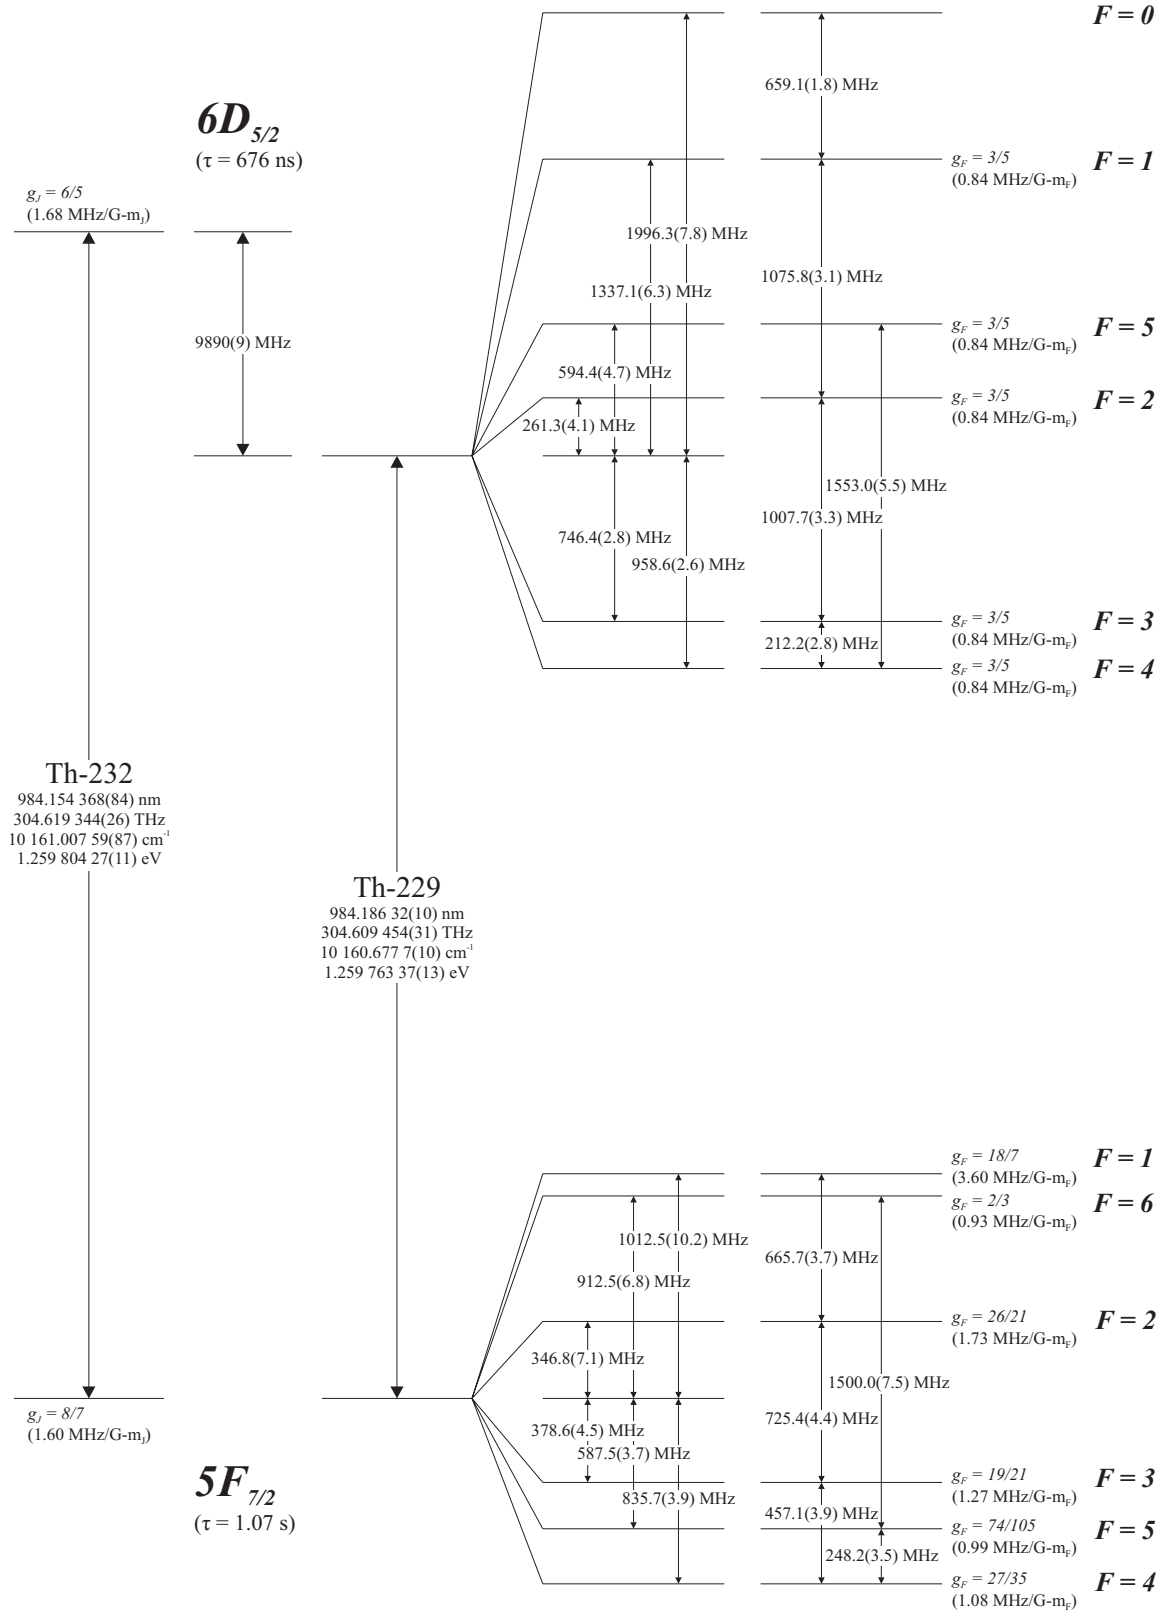 F = 0
659.1(1.8) MHz
6D5/2
(τ = 676 ns)
gF = 3/5
(0.84 MHz/G-mF)
F = 1
gJ = 6/5
(1.68 MHz/G-mJ)
1996.3(7.8) MHz
1075.8(3.1) MHz
1337.1(6.3) MHz
9890(9) MHz
gF = 3/5
(0.84 MHz/G-mF)
F = 5
594.4(4.7) MHz
gF = 3/5
(0.84 MHz/G-mF)
F = 2
261.3(4.1) MHz
1553.0(5.5) MHz
1007.7(3.3) MHz
746.4(2.8) MHz
958.6(2.6) MHz
gF = 3/5
(0.84 MHz/G-mF)
F = 3
212.2(2.8) MHz
gF = 3/5
(0.84 MHz/G-mF)
F = 4
Th-232
984.154 368(84) nm
304.619 344(26) THz
10 161.007 59(87) cm-1
1.259 804 27(11) eV
Th-229
984.186 32(10) nm
304.609 454(31) THz
10 160.677 7(10) cm-1
1.259 763 37(13) eV
gF = 18/7
(3.60 MHz/G-mF)
F = 1
gF = 2/3
(0.93 MHz/G-mF)
F = 6
1012.5(10.2) MHz
665.7(3.7) MHz
912.5(6.8) MHz
gF = 26/21
(1.73 MHz/G-mF)
F = 2
346.8(7.1) MHz
1500.0(7.5) MHz
gJ = 8/7
(1.60 MHz/G-mJ)
378.6(4.5) MHz
725.4(4.4) MHz
587.5(3.7) MHz
5F7/2
(τ = 1.07 s)
gF = 19/21
(1.27 MHz/G-mF)
F = 3
835.7(3.9) MHz
457.1(3.9) MHz
gF = 74/105
(0.99 MHz/G-mF)
F = 5
248.2(3.5) MHz
gF = 27/35
(1.08 MHz/G-mF)
F = 4